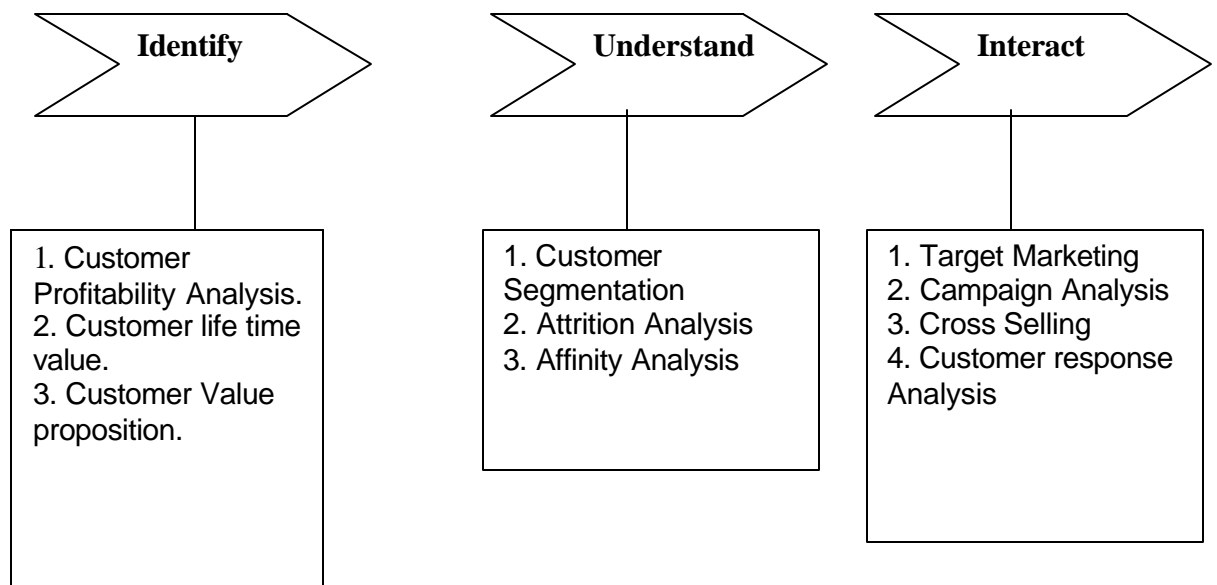 Identify
Understand
Interact
1. Customer
Profitability Analysis.
2. Customer life time
value.
3. Customer Value
proposition.
1. Customer
Segmentation
2. Attrition Analysis
3. Affinity Analysis
1. Target Marketing
2. Campaign Analysis
3. Cross Selling
4. Customer response
Analysis